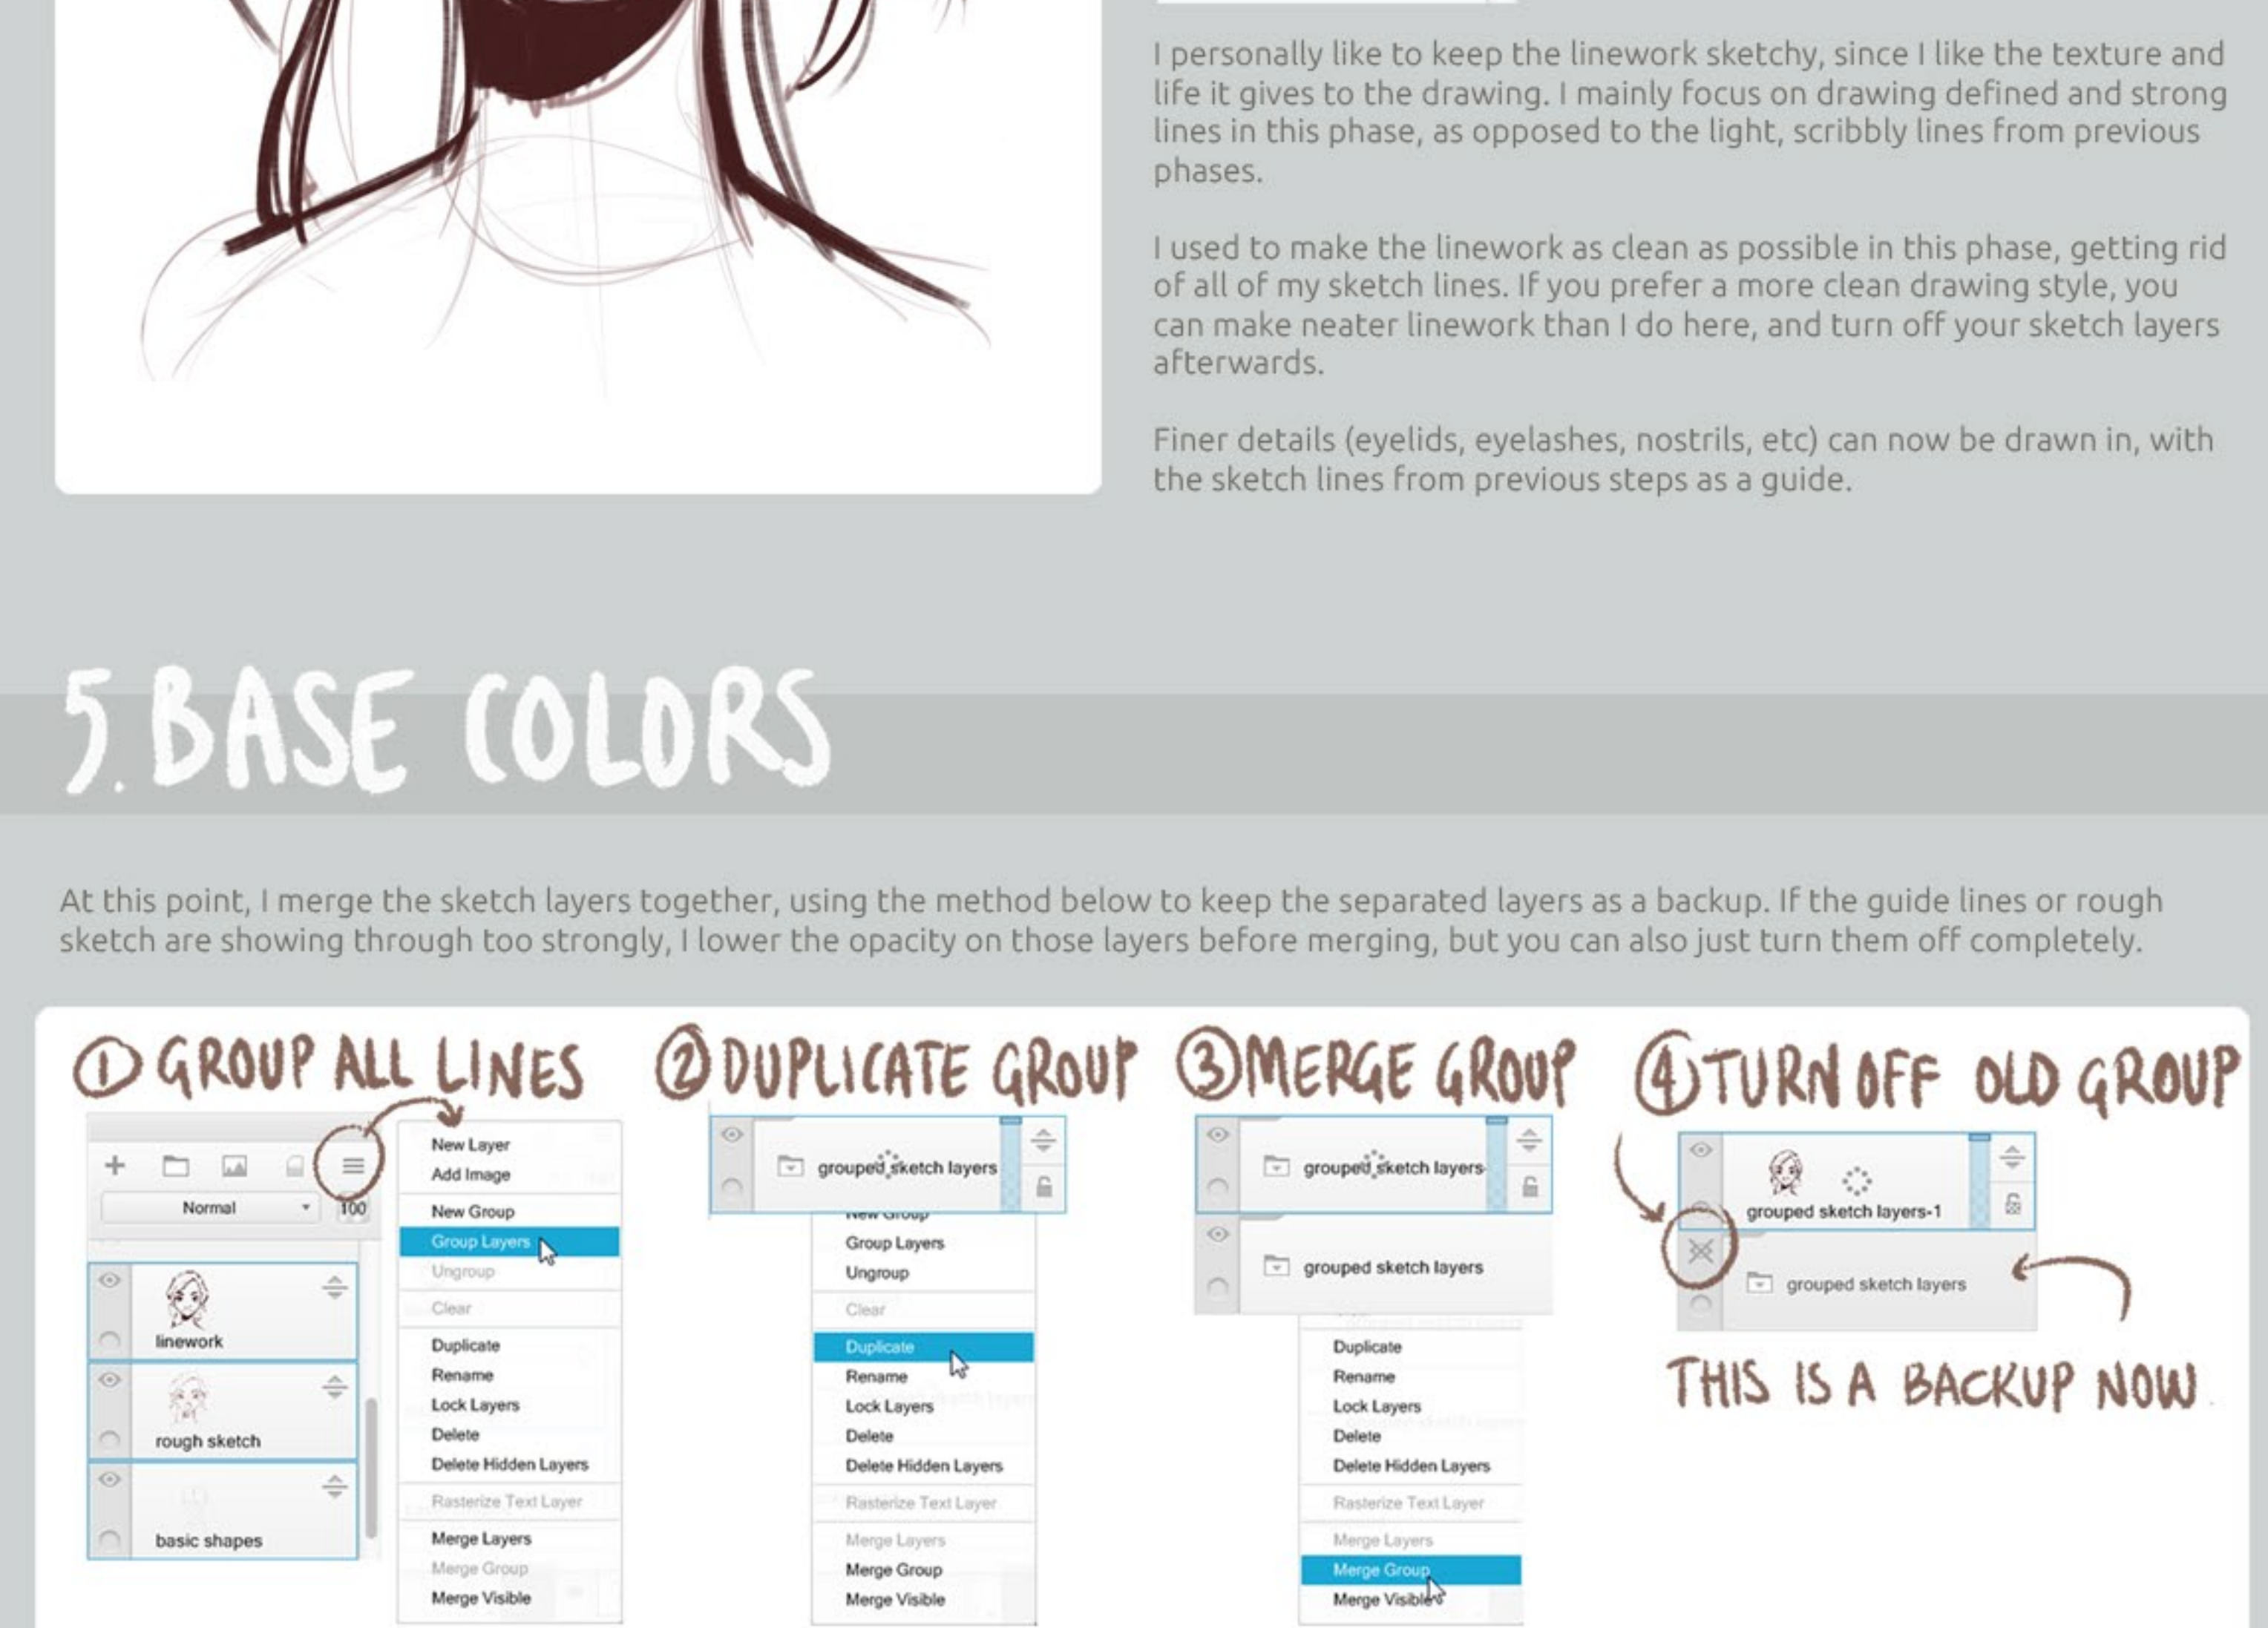 I personally like to keep the linework sketchy, since I like the texture and
life it gives to the drawing. I mainly focus on drawing defined and strong
lines in this phase, as opposed to the light, scribbly lines from previous
phases.
I used to make the linework as clean as possible in this phase, getting rid
of all of my sketch lines. If you prefer a more clean drawing style, you
can make neater linework than I do here, and turn off your sketch layers
afterwards.
Finer details (eyelids, eyelashes, nostrils, etc) can now be drawn in, with
the sketch lines from previous steps as a guide.
5. BASE COLORS
At this point, I merge the sketch layers together, using the method below to keep the separated layers as a backup. If the guide lines or rough
sketch are showing through too strongly, I lower the opacity on those layers before merging, but you can also just turn them off completely.
① GROUP ALL LINES
Normal
100
linework
rough sketch
basic shapes
New Layer
Add Image
New Group
Group Layers
Ungroup
Clear
Duplicate
Rename
Lock Layers
Delete
Delete Hidden Layers
Rasterize Text Layer
Merge Layers
Merge Group
Merge Visible
② DUPLICATE GROUP
grouped sketch layers
New Group
Group Layers
Ungroup
Clear
Duplicate
Rename
Lock Layers
Delete
Delete Hidden Layers
Rasterize Text Layer
Merge Layers
Merge Group
Merge Visible
③ MERGE GROUP
grouped sketch layers-
grouped sketch layers
Duplicate
Rename
Lock Layers
Delete
Delete Hidden Layers
Rasterize Text Layer
Merge Layers
Merge Group
Merge Visible
④ TURN OFF OLD GROUP
grouped sketch layers-1
grouped sketch layers
THIS IS A BACKUP NOW.